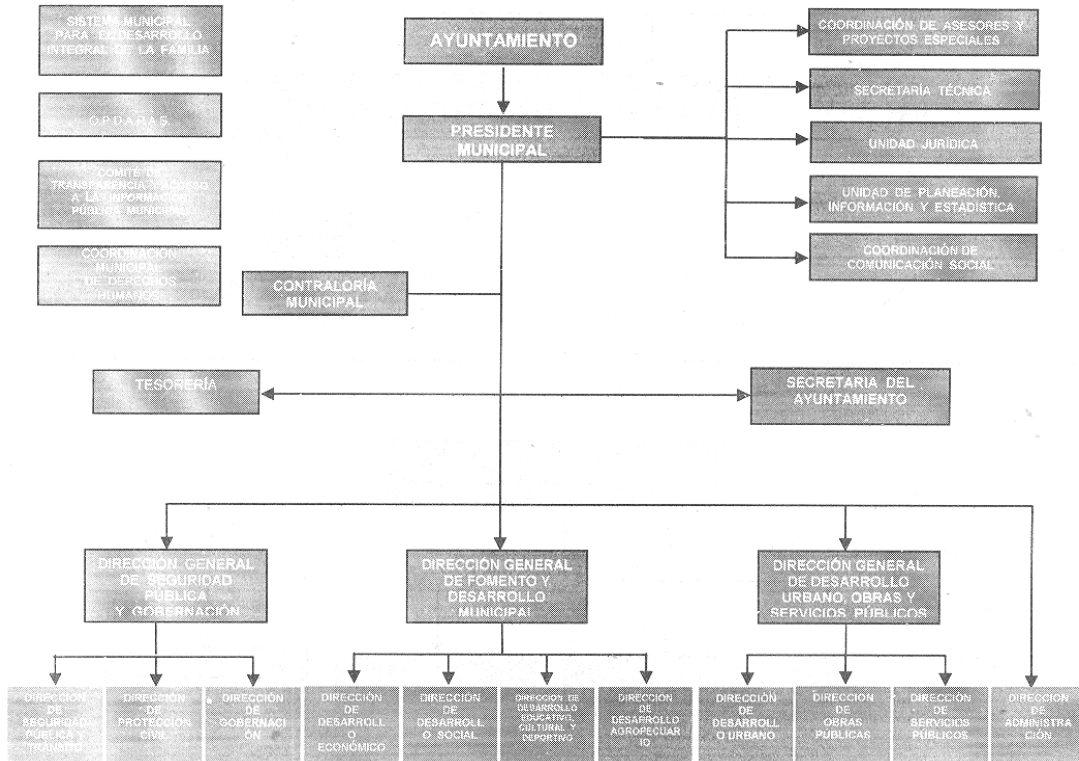 SISTEMA MUNICIPAL
PARA EL DESARROLLO
INTEGRAL DE LA FAMILIA
O P D A P A S
COMITÉ DE
TRANSPARENCIA Y ACCESO
A LA INFORMACIÓN
PÚBLICA MUNICIPAL
COORDINACIÓN
MUNICIPAL
DE DERECHOS
HUMANOS
AYUNTAMIENTO
PRESIDENTE
MUNICIPAL
COORDINACIÓN DE ASESORES Y
PROYECTOS ESPECIALES
SECRETARÍA TÉCNICA
UNIDAD JURÍDICA
UNIDAD DE PLANEACIÓN,
INFORMACIÓN Y ESTADÍSTICA
COORDINACIÓN DE
COMUNICACIÓN SOCIAL
CONTRALORÍA
MUNICIPAL
TESORERÍA
SECRETARIA DEL
AYUNTAMIENTO
DIRECCIÓN GENERAL
DE SEGURIDAD
PÚBLICA
Y GOBERNACIÓN
DIRECCIÓN GENERAL
DE FOMENTO Y
DESARROLLO
MUNICIPAL
DIRECCIÓN GENERAL
DE DESARROLLO
URBANO, OBRAS Y
SERVICIOS PÚBLICOS
DIRECCIÓN
DE
SEGURIDAD
PÚBLICA Y
TRÁNSITO
DIRECCIÓN
DE
PROTECCIÓN
CIVIL
DIRECCIÓN
DE
GOBERNACI
ÓN
DIRECCIÓN
DE
DESARROLL
O
ECONÓMICO
DIRECCIÓN
DE
DESARROLL
O SOCIAL
DIRECCIÓN DE
DESARROLLO
EDUCATIVO,
CULTURAL Y
DEPORTIVO
DIRECCIÓN
DE
DESARROLLO
AGROPECUAR
IO
DIRECCIÓN
DE
DESARROLL
O URBANO
DIRECCIÓN
DE
OBRAS
PÚBLICAS
DIRECCIÓN
DE
SERVICIOS
PÚBLICOS
DIRECCIÓN
DE
ADMINISTRA
CIÓN